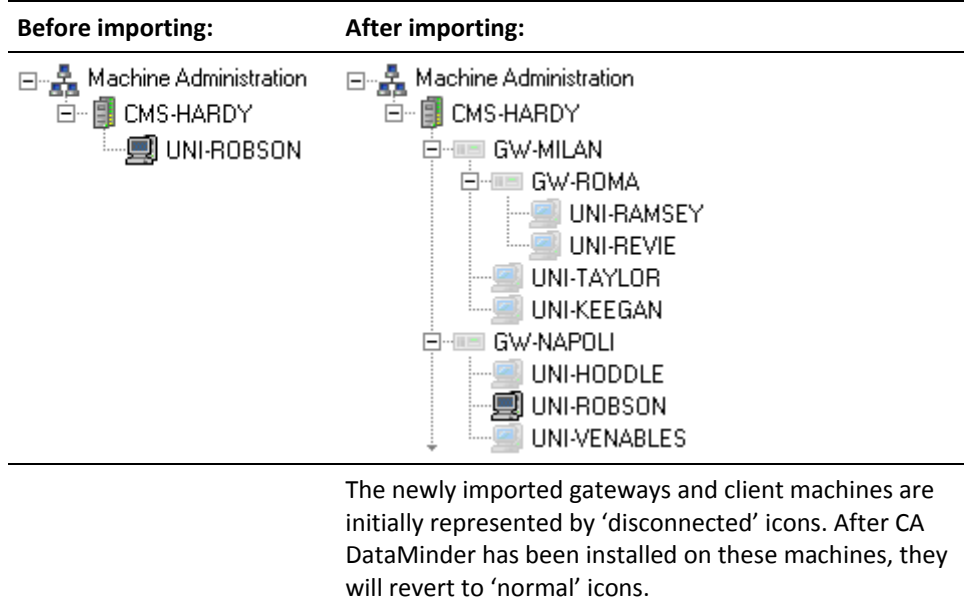 Before importing: After importing:
Machine Administration
CMS-HARDY
UNI-ROBSON
Machine Administration
CMS-HARDY
GW-MILAN
GW-ROMA
UNI-RAMSEY
UNI-REVIE
UNI-TAYLOR
UNI-KEEGAN
GW-NAPOLI
UNI-HODDLE
UNI-ROBSON
UNI-VENABLES
The newly imported gateways and client machines are
initially represented by ‘disconnected’ icons. After CA
DataMinder has been installed on these machines, they
will revert to ‘normal’ icons.